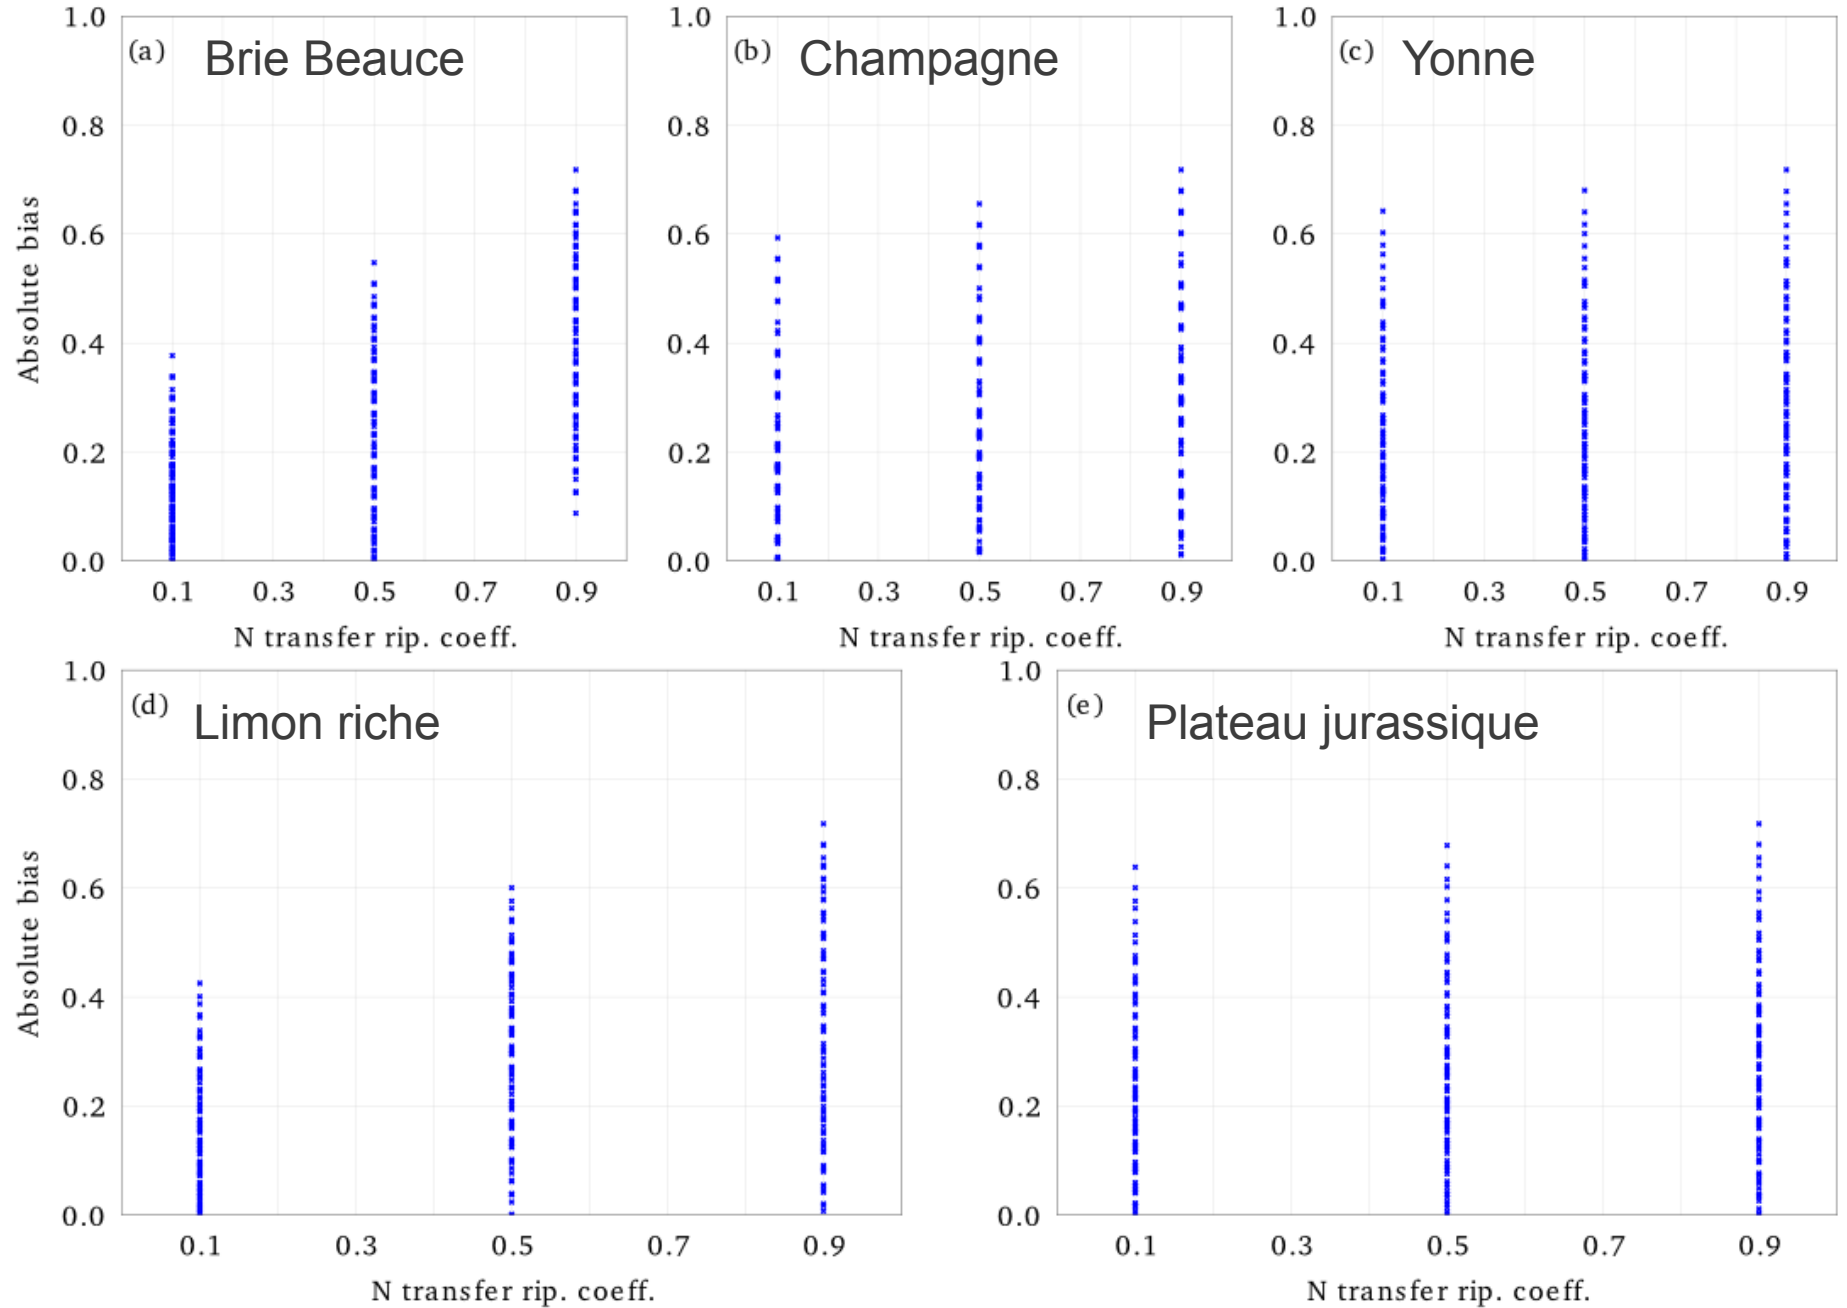 (a) Brie Beauce
1.0
0.8
0.6
0.4
0.2
0.0
Absolute bias
0.1 0.3 0.5 0.7 0.9
N transfer rip. coeff.
(b) Champagne
1.0
0.8
0.6
0.4
0.2
0.0
0.1 0.3 0.5 0.7 0.9
N transfer rip. coeff.
(c) Yonne
1.0
0.8
0.6
0.4
0.2
0.0
0.1 0.3 0.5 0.7 0.9
N transfer rip. coeff.
(d) Limon riche
1.0
0.8
0.6
0.4
0.2
0.0
Absolute bias
0.1 0.3 0.5 0.7 0.9
N transfer rip. coeff.
(e) Plateau jurassique
1.0
0.8
0.6
0.4
0.2
0.0
0.1 0.3 0.5 0.7 0.9
N transfer rip. coeff.